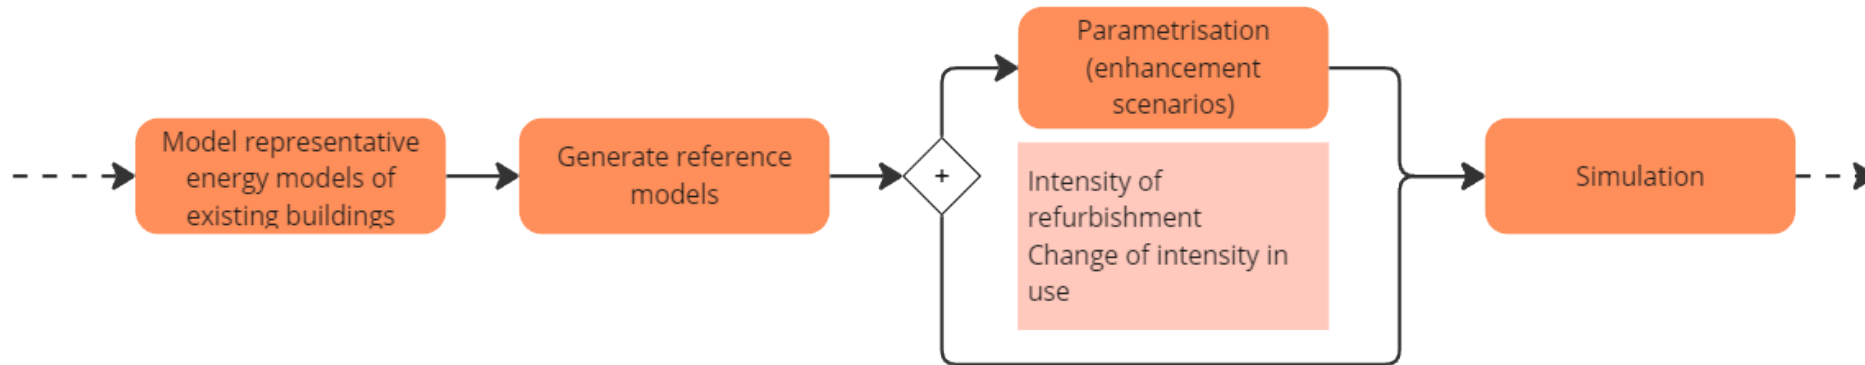 Model representative
energy models of
existing buildings
Generate reference
models
+
Parametrisation
(enhancement
scenarios)
Intensity of
refurbishment
Change of intensity in
use
Simulation